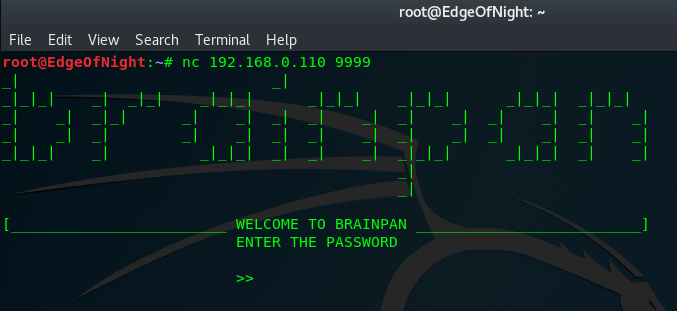 root@EdgeOfNight: ~
File Edit View Search Terminal Help
root@EdgeOfNight:~# nc 192.168.0.110 9999
_|                            _|
_|_|_|    _|  _|_|    _|_|_|      _|_|_|    _|_|_|      _|_|_|  _|_|_|
_|    _|  _|_|      _|    _|  _|  _|    _|  _|    _|  _|    _|  _|    _|
_|    _|  _|        _|    _|  _|  _|    _|  _|    _|  _|    _|  _|    _|
_|_|_|    _|          _|_|_|  _|  _|    _|  _|_|_|      _|_|_|  _|    _|
                                            _|
                                            _|
[________________________ WELCOME TO BRAINPAN _________________________]
ENTER THE PASSWORD
>>